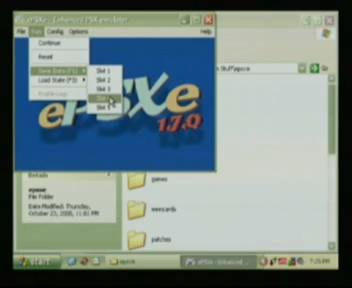 ePSXe - Enhanced PSX emulator
File Run Config Options Help
Continue
Reset
Save State (F1)
Load State (F3)
Slot 1
Slot 2
Slot 3
Slot 5
ePSXe
1.7.0
Go
Details
epsxe
File Folder
Date Modified: Thursday,
October 23, 2008, 11:01 PM
games
memcards
patches
start
epsxe
ePSXe - Enhanced ...
7:25 PM